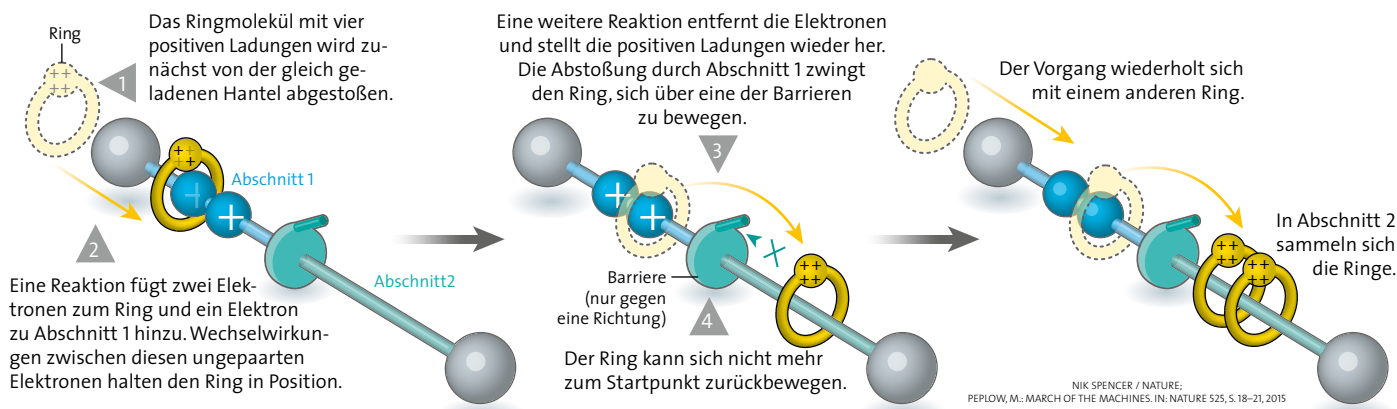 Ring
++
++
1
Das Ringmolekül mit vier
positiven Ladungen wird zu-
nächst von der gleich ge-
ladenen Hantel abgestoßen.
++
++
Abschnitt 1
+
+
2
Eine Reaktion fügt zwei Elek-
tronen zum Ring und ein Elektron
zu Abschnitt 1 hinzu. Wechselwirkun-
gen zwischen diesen ungepaarten
Elektronen halten den Ring in Position.
Abschnitt2
Eine weitere Reaktion entfernt die Elektronen
und stellt die positiven Ladungen wieder her.
Die Abstoßung durch Abschnitt 1 zwingt
den Ring, sich über eine der Barrieren
zu bewegen.
3
+
+
++
++
Barriere
(nur gegen
eine Richtung)
4
Der Ring kann sich nicht mehr
zum Startpunkt zurückbewegen.
Der Vorgang wiederholt sich
mit einem anderen Ring.
++
++
++
++
In Abschnitt 2
sammeln sich
die Ringe.
NIK SPENCER / NATURE;
PEPLOW, M.: MARCH OF THE MACHINES. IN: NATURE 525, S. 18–21, 2015